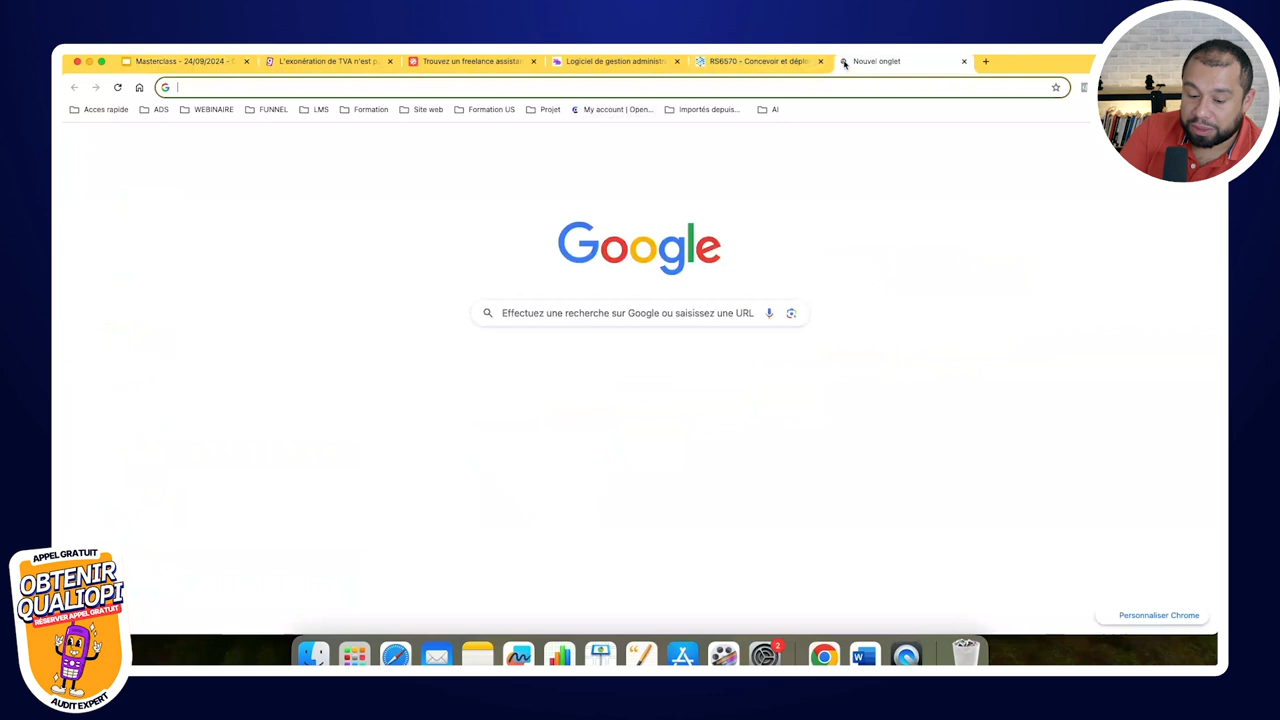 Masterclass - 24/09/2024 -
L'exonération de TVA n'est p
Trouvez un freelance assista
Logiciel de gestion administ
RS6570 - Concevoir et déplo
Nouvel onglet
Acces rapide
ADS
WEBINAIRE
FUNNEL
LMS
Formation
Site web
Formation US
Projet
My account | Open...
Importés depuis...
AI
Google
Effectuez une recherche sur Google ou saisissez une URL
Personnaliser Chrome
2
APPEL GRATUIT
OBTENIR
QUALIOPI
RÉSERVER APPEL GRATUIT
AUDIT EXPERT